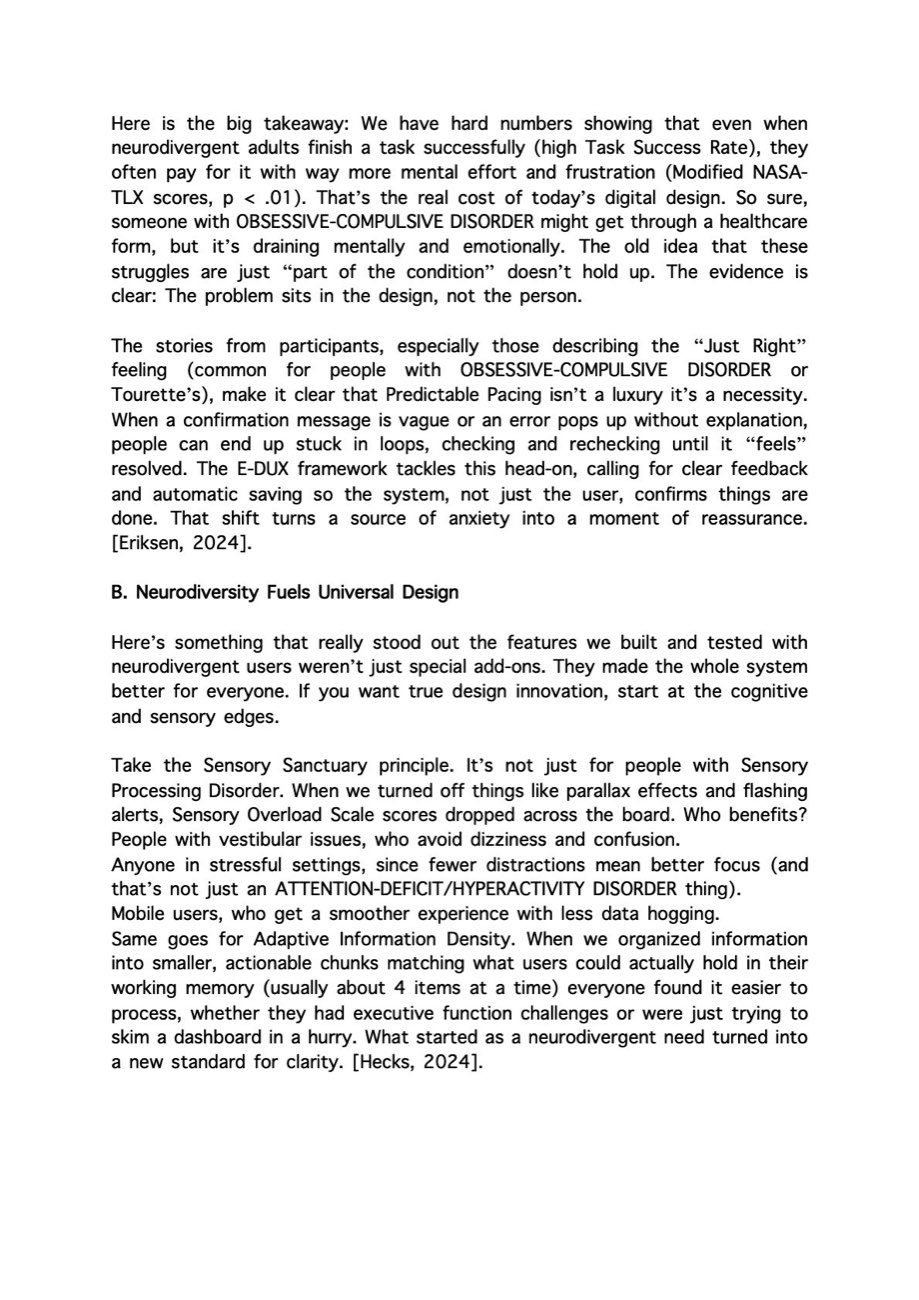 Here is the big takeaway: We have hard numbers showing that even when
neurodivergent adults finish a task successfully (high Task Success Rate), they
often pay for it with way more mental effort and frustration (Modified NASA-
TLX scores, p < .01). That’s the real cost of today’s digital design. So sure,
someone with OBSESSIVE-COMPULSIVE DISORDER might get through a healthcare
form, but it’s draining mentally and emotionally. The old idea that these
struggles are just “part of the condition” doesn’t hold up. The evidence is
clear: The problem sits in the design, not the person.
The stories from participants, especially those describing the “Just Right”
feeling (common for people with OBSESSIVE-COMPULSIVE DISORDER or
Tourette’s), make it clear that Predictable Pacing isn’t a luxury it’s a necessity.
When a confirmation message is vague or an error pops up without explanation,
people can end up stuck in loops, checking and rechecking until it “feels”
resolved. The E-DUX framework tackles this head-on, calling for clear feedback
and automatic saving so the system, not just the user, confirms things are
done. That shift turns a source of anxiety into a moment of reassurance.
[Eriksen, 2024].
B. Neurodiversity Fuels Universal Design
Here’s something that really stood out the features we built and tested with
neurodivergent users weren’t just special add-ons. They made the whole system
better for everyone. If you want true design innovation, start at the cognitive
and sensory edges.
Take the Sensory Sanctuary principle. It’s not just for people with Sensory
Processing Disorder. When we turned off things like parallax effects and flashing
alerts, Sensory Overload Scale scores dropped across the board. Who benefits?
People with vestibular issues, who avoid dizziness and confusion.
Anyone in stressful settings, since fewer distractions mean better focus (and
that’s not just an ATTENTION-DEFICIT/HYPERACTIVITY DISORDER thing).
Mobile users, who get a smoother experience with less data hogging.
Same goes for Adaptive Information Density. When we organized information
into smaller, actionable chunks matching what users could actually hold in their
working memory (usually about 4 items at a time) everyone found it easier to
process, whether they had executive function challenges or were just trying to
skim a dashboard in a hurry. What started as a neurodivergent need turned into
a new standard for clarity. [Hecks, 2024].